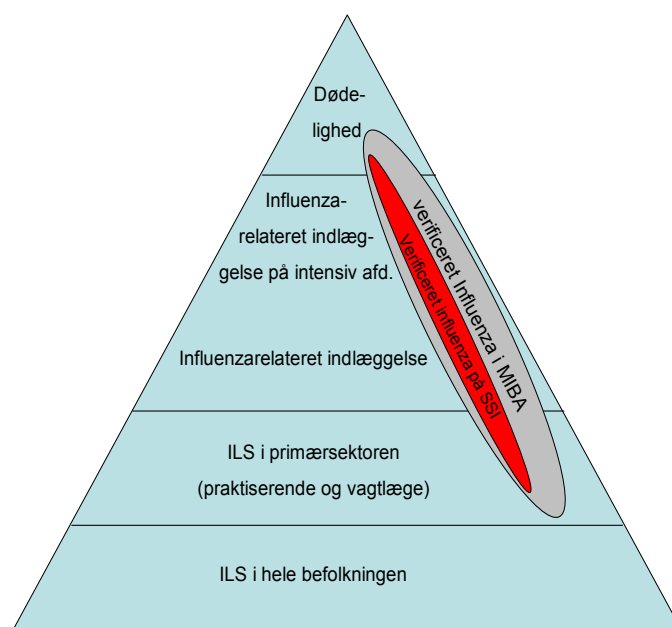 Døde-
lighed
Influenza-
relateret indlæg-
gelse på intensiv afd.
Influenzarelateret indlæggelse
ILS i primærsektoren
(praktiserende og vagtlæge)
ILS i hele befolkningen
verificeret Influenza i MIBA
Verificeret influenza på SSI